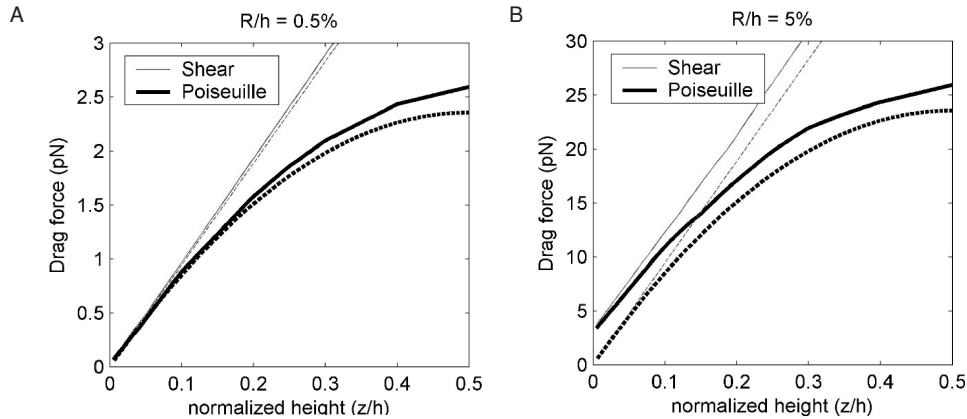 A
R/h = 0.5%
3
2.5
2
1.5
1
0.5
0
Drag force (pN)
Shear
Poiseuille
0 0.1 0.2 0.3 0.4 0.5
normalized height (z/h)
B
R/h = 5%
30
25
20
15
10
5
0
Drag force (pN)
Shear
Poiseuille
0 0.1 0.2 0.3 0.4 0.5
normalized height (z/h)